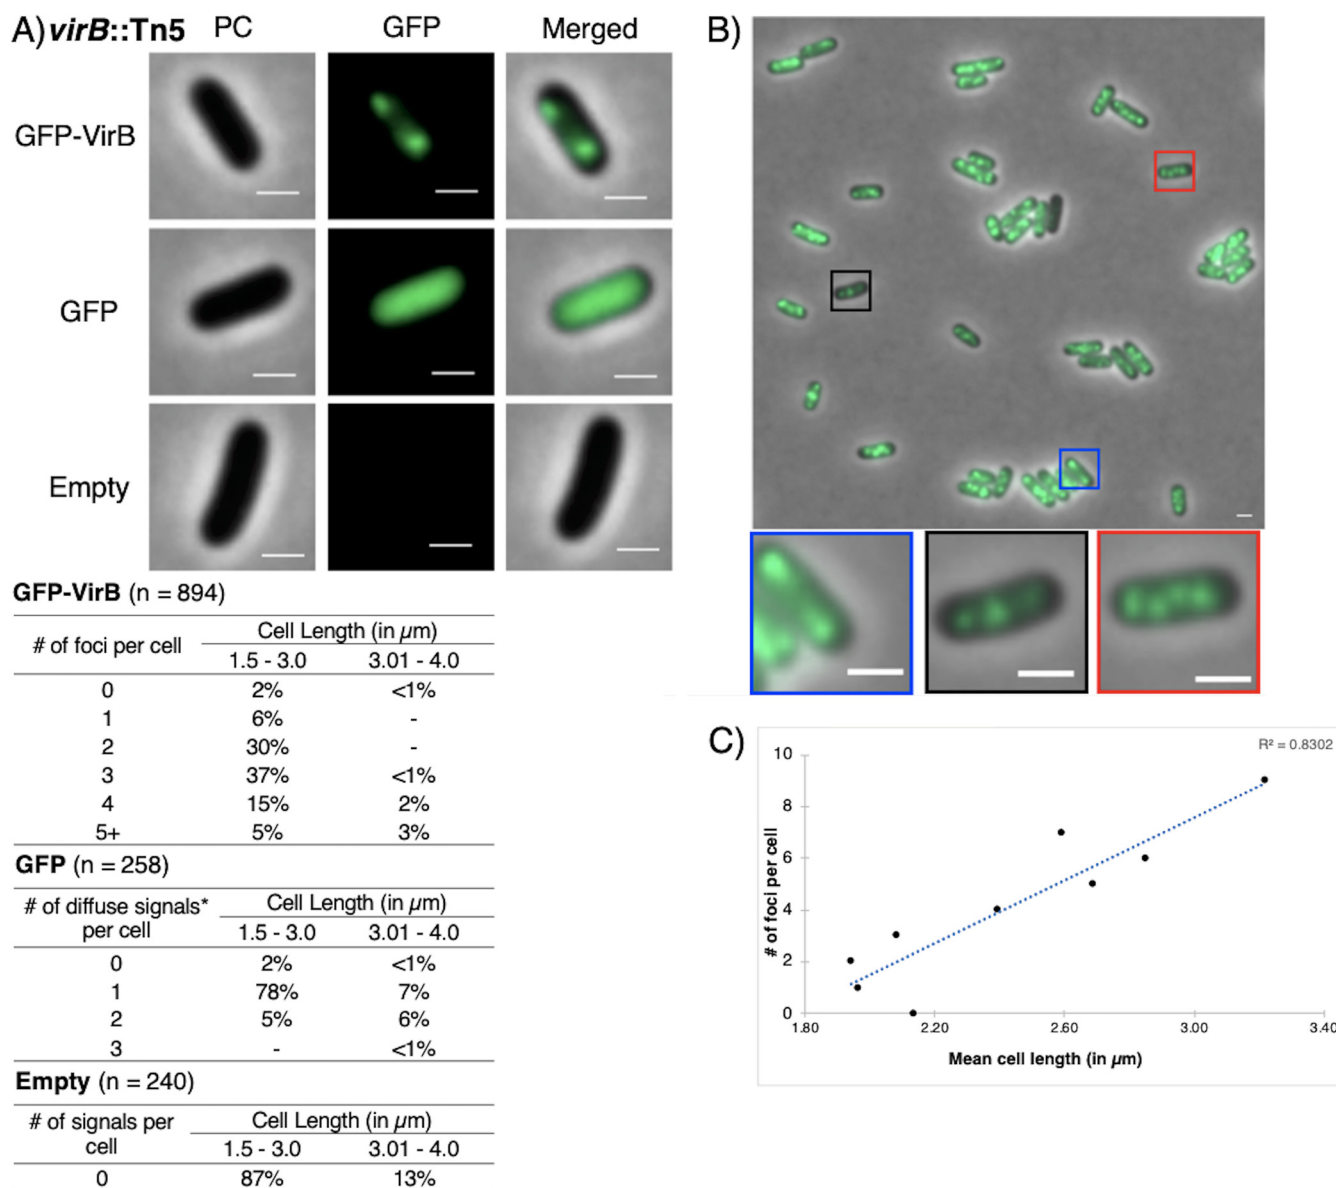 A) virB::Tn5 PC GFP Merged
GFP-VirB
GFP
Empty
GFP-VirB (n = 894)
# of foci per cell Cell Length (in µm)
1.5 - 3.0 3.01 - 4.0
0 2% <1%
1 6% -
2 30% -
3 37% <1%
4 15% 2%
5+ 5% 3%
GFP (n = 258)
# of diffuse signals* per cell Cell Length (in µm)
1.5 - 3.0 3.01 - 4.0
0 2% <1%
1 78% 7%
2 5% 6%
3 - <1%
Empty (n = 240)
# of signals per cell Cell Length (in µm)
1.5 - 3.0 3.01 - 4.0
0 87% 13%
B)
C)
R² = 0.8302
# of foci per cell
10
8
6
4
2
0
1.80 2.20 2.60 3.00 3.40
Mean cell length (in µm)